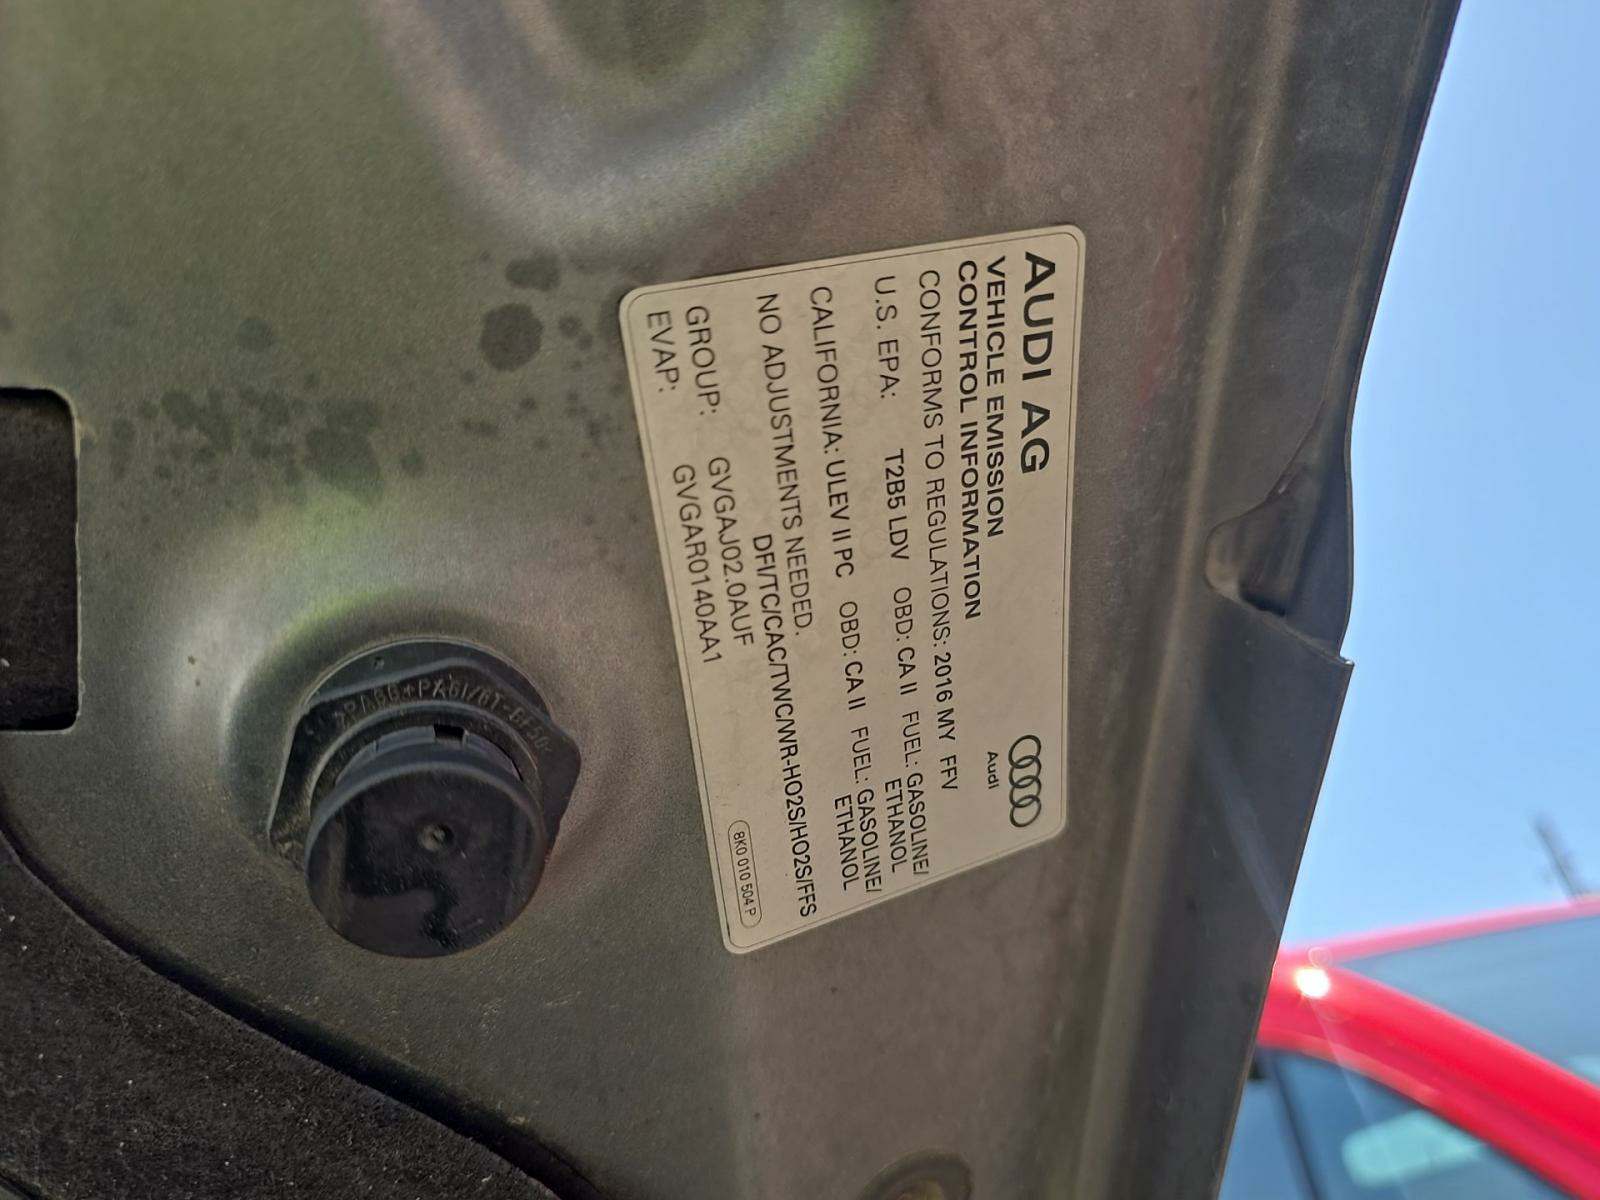 AUDI AG
VEHICLE EMISSION
CONTROL INFORMATION
Audi
CONFORMS TO REGULATIONS: 2016 MY FFV
U.S. EPA: T2B5 LDV OBD: CA II FUEL: GASOLINE/
ETHANOL
CALIFORNIA: ULEV II PC OBD: CA II FUEL: GASOLINE/
ETHANOL
NO ADJUSTMENTS NEEDED.
DFI/TC/CAC/TWC/WR-HO2S/HO2S/FFS
GROUP: GVGAJ02.0AUF
EVAP: GVGAR0140AA1
8K0 010 504 P